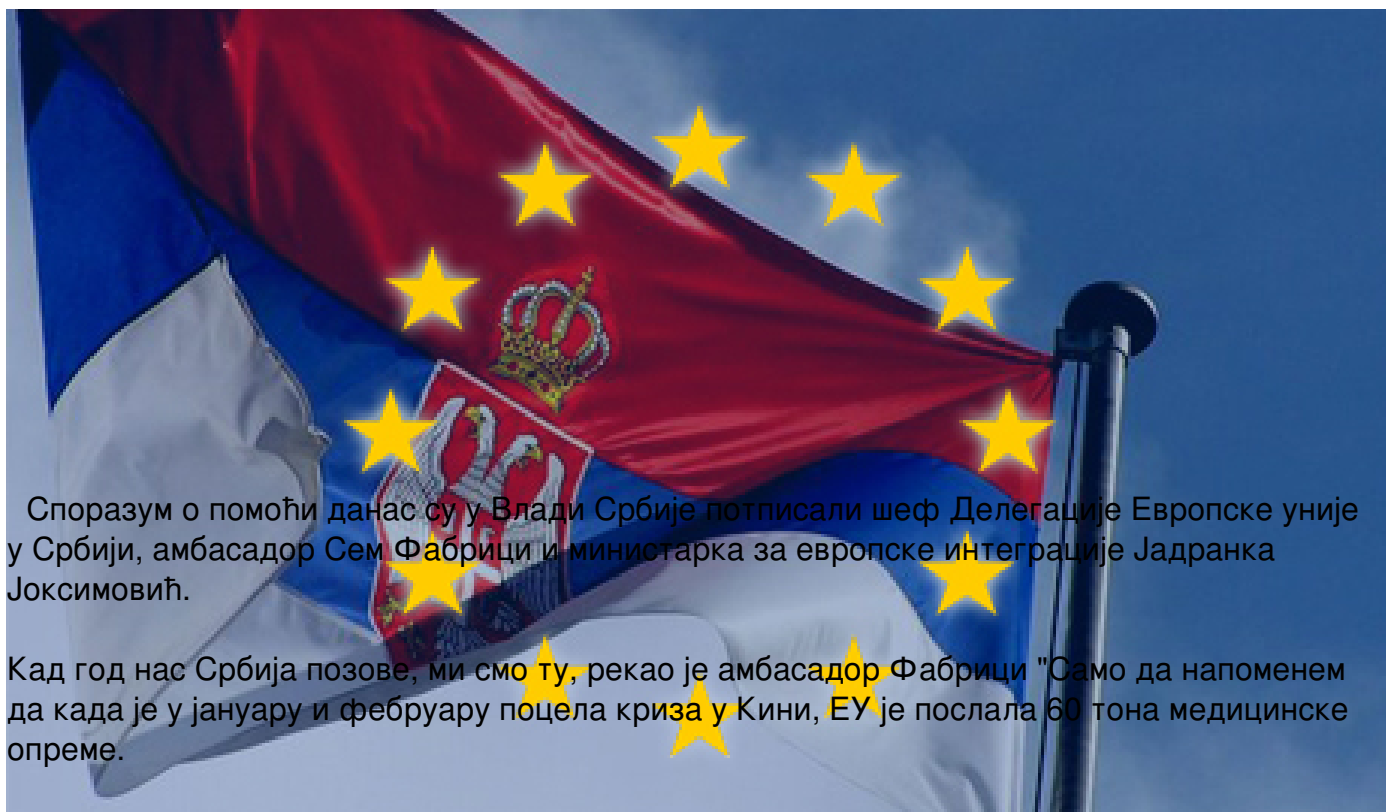 Споразум о помоћи данас су у Влади Србије потписали шеф Делегације Европске уније
у Србији, амбасадор Сем Фабрици и министарка за европске интеграције Јадранка
Јоксимовић.
Кад год нас Србија позове, ми смо ту, рекао је амбасадор Фабрици "Само да напоменем
да када је у јануару и фебруару поцела криза у Кини, ЕУ је послала 60 тона медицинске
опреме.